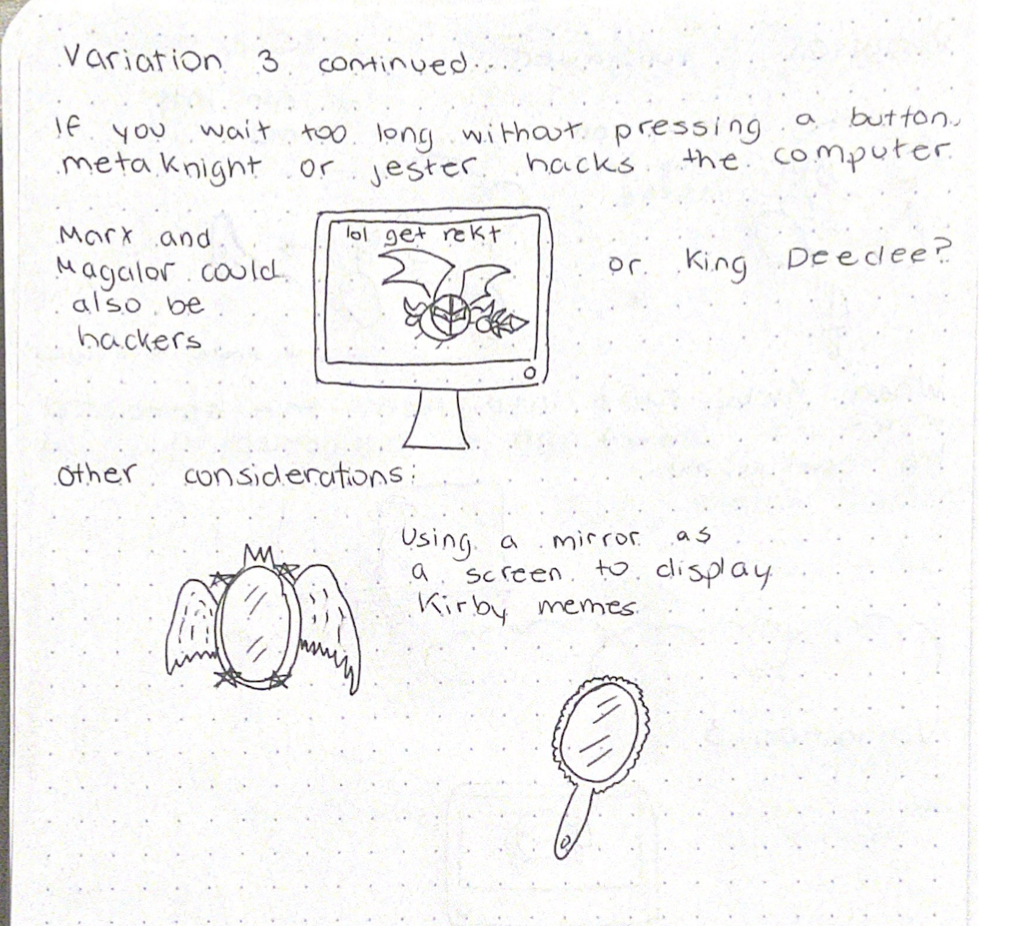 Variation 3 continued...
If you wait too long without pressing a button,
meta Knight or jester hacks the computer
Marx and
Magalor could
also be
hackers
lol get rekt
or King Deedee?
other considerations:
Using a mirror as
a screen to display
Kirby memes